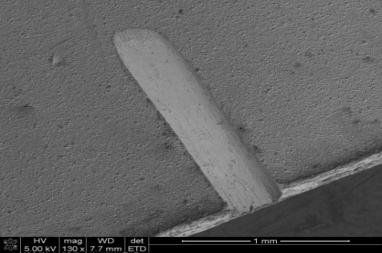 HV mag WD det
5.00 kV 130 x 7.7 mm ETD
1 mm